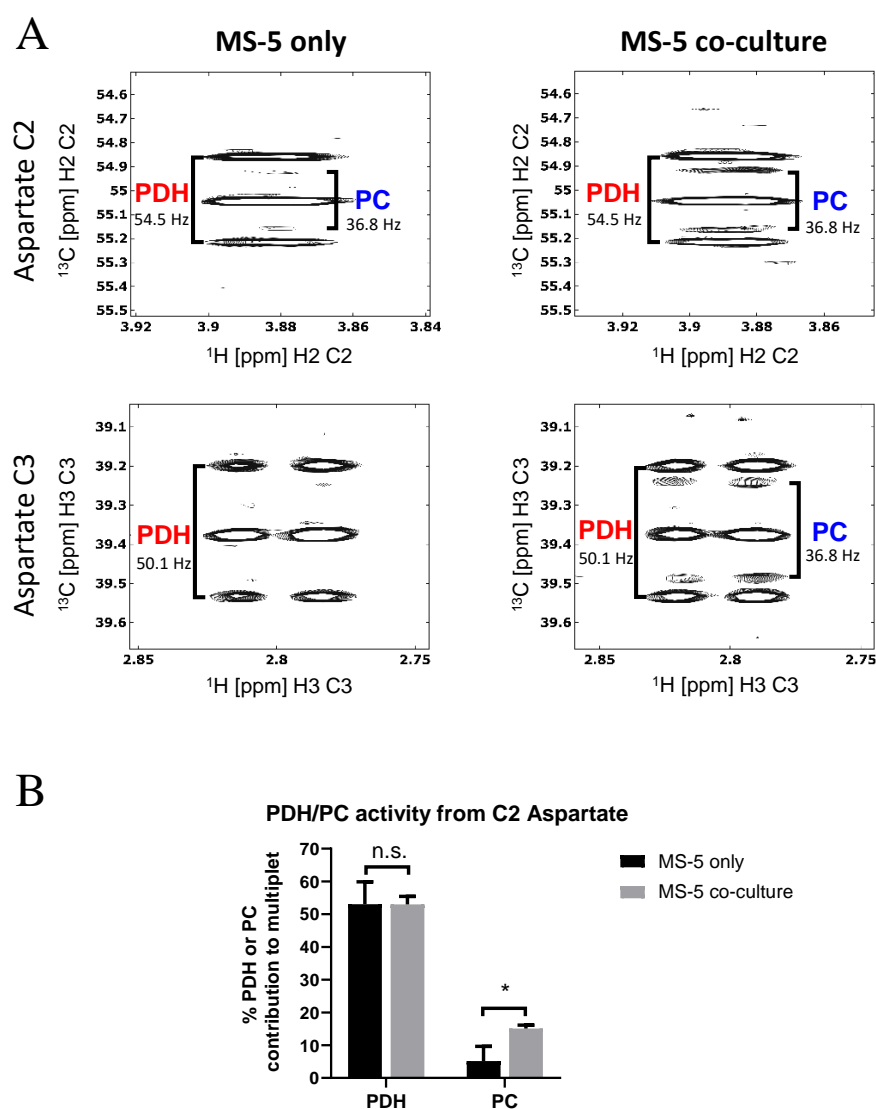 A
MS-5 only
MS-5 co-culture
Aspartate C2
¹³C [ppm] H2 C2
54.6
54.7
54.8
54.9
55
55.1
55.2
55.3
55.4
55.5
PDH
54.5 Hz
PC
36.8 Hz
3.92
3.9
3.88
3.86
3.84
¹H [ppm] H2 C2
¹³C [ppm] H2 C2
54.6
54.7
54.8
54.9
55
55.1
55.2
55.3
55.4
55.5
PDH
54.5 Hz
PC
36.8 Hz
3.92
3.9
3.88
3.86
¹H [ppm] H2 C2
Aspartate C3
¹³C [ppm] H3 C3
39.1
39.2
39.3
39.4
39.5
39.6
PDH
50.1 Hz
2.85
2.8
2.75
¹H [ppm] H3 C3
¹³C [ppm] H3 C3
39.1
39.2
39.3
39.4
39.5
39.6
PDH
50.1 Hz
PC
36.8 Hz
2.85
2.8
2.75
¹H [ppm] H3 C3
B
PDH/PC activity from C2 Aspartate
% PDH or PC
contribution to multiplet
70
60
50
40
30
20
10
0
n.s.
*
PDH
PC
MS-5 only
MS-5 co-culture